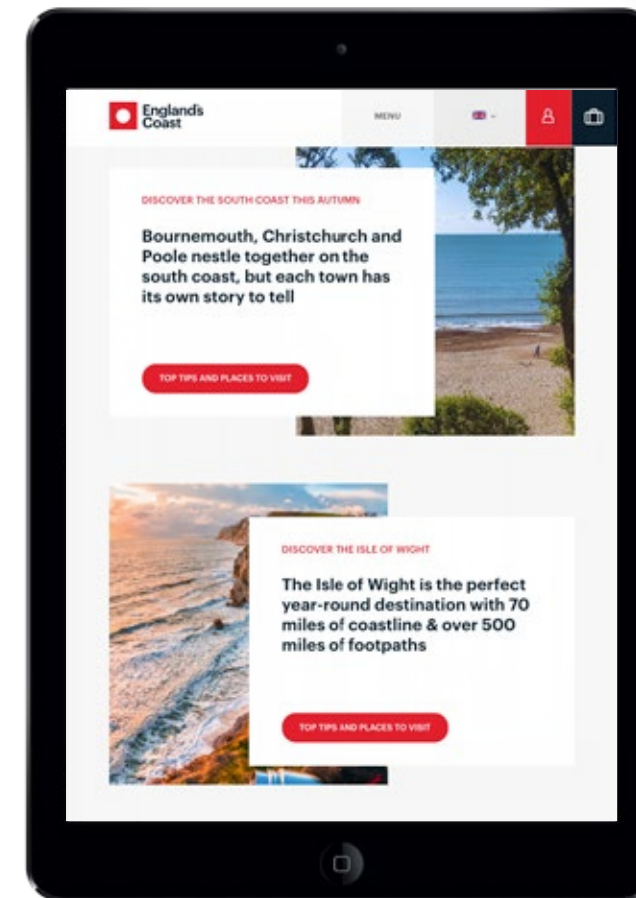 England's
Coast
MENU
DISCOVER THE SOUTH COAST THIS AUTUMN
Bournemouth, Christchurch and
Poole nestle together on the
south coast, but each town has
its own story to tell
TOP TIPS AND PLACES TO VISIT
DISCOVER THE ISLE OF WIGHT
The Isle of Wight is the perfect
year-round destination with 70
miles of coastline & over 500
miles of footpaths
TOP TIPS AND PLACES TO VISIT